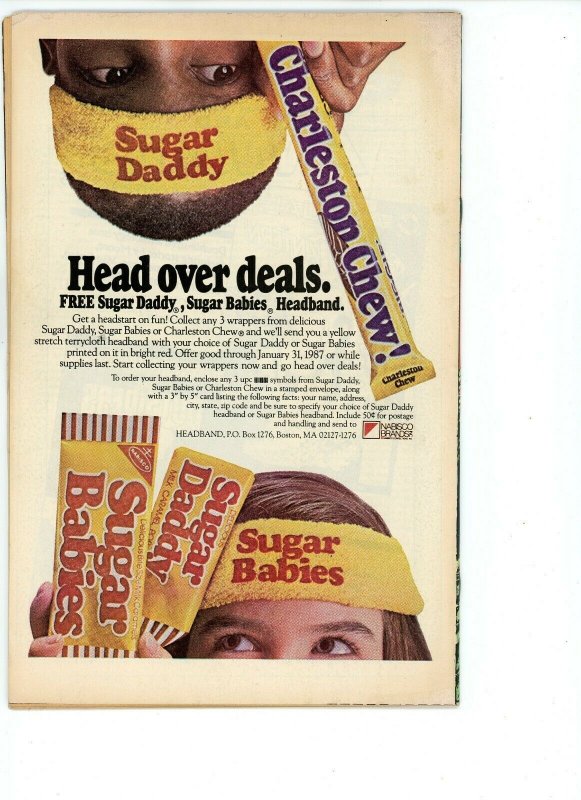 Sugar
Daddy
Charleston Chew!
Charleston
Chew
Head over deals.
FREE Sugar Daddy®, Sugar Babies® Headband.
Get a headstart on fun! Collect any 3 wrappers from delicious
Sugar Daddy, Sugar Babies or Charleston Chew® and we'll send you a yellow
stretch terrycloth headband with your choice of Sugar Daddy or Sugar Babies
printed on it in bright red. Offer good through January 31, 1987 or while
supplies last. Start collecting your wrappers now and go head over deals!
To order your headband, enclose any 3 upc symbols from Sugar Daddy,
Sugar Babies or Charleston Chew in a stamped envelope, along
with a 3" by 5" card listing the following facts: your name, address,
city, state, zip code and be sure to specify your choice of Sugar Daddy
headband or Sugar Babies headband. Include 50¢ for postage
and handling and send to
HEADBAND, P.O. Box 1276, Boston, MA 02127-1276
NABISCO
BRANDS
NABISCO
Sugar
Babies
Sugar
Daddy
MILK CARAMEL POP
Sugar
Babies